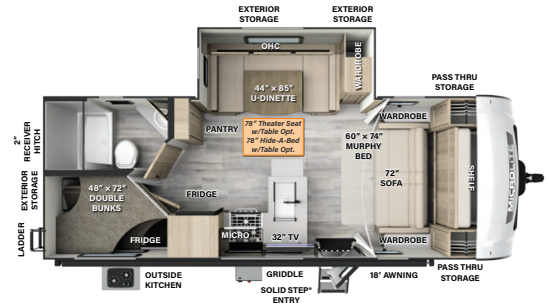 EXTERIOR
STORAGE
EXTERIOR
STORAGE
OHC
WARDROBE
44" x 85"
U-DINETTE
PASS THRU
STORAGE
2"
RECEIVER
HITCH
PANTRY
78" Theater Seat
w/Table Opt.
78" Hide-A-Bed
w/Table Opt.
WARDROBE
60" x 74"
MURPHY
BED
72"
SOFA
SHELF
MICROLITE
EXTERIOR
STORAGE
48" x 72"
DOUBLE
BUNKS
FRIDGE
LADDER
FRIDGE
MICRO
32" TV
WARDROBE
OUTSIDE
KITCHEN
GRIDDLE
SOLID STEP®
ENTRY
18' AWNING
PASS THRU
STORAGE